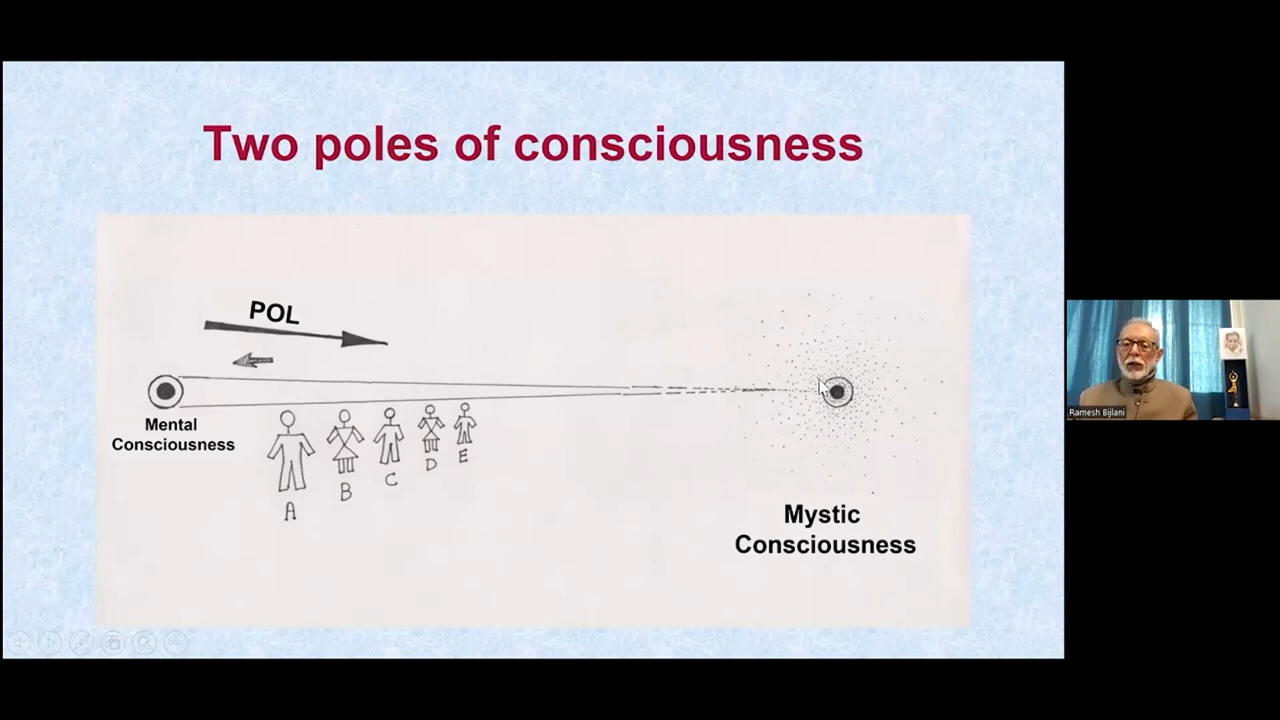 Two poles of consciousness
POL
Mental
Consciousness
A
B
C
D
E
Mystic
Consciousness
Ramesh Bijlani